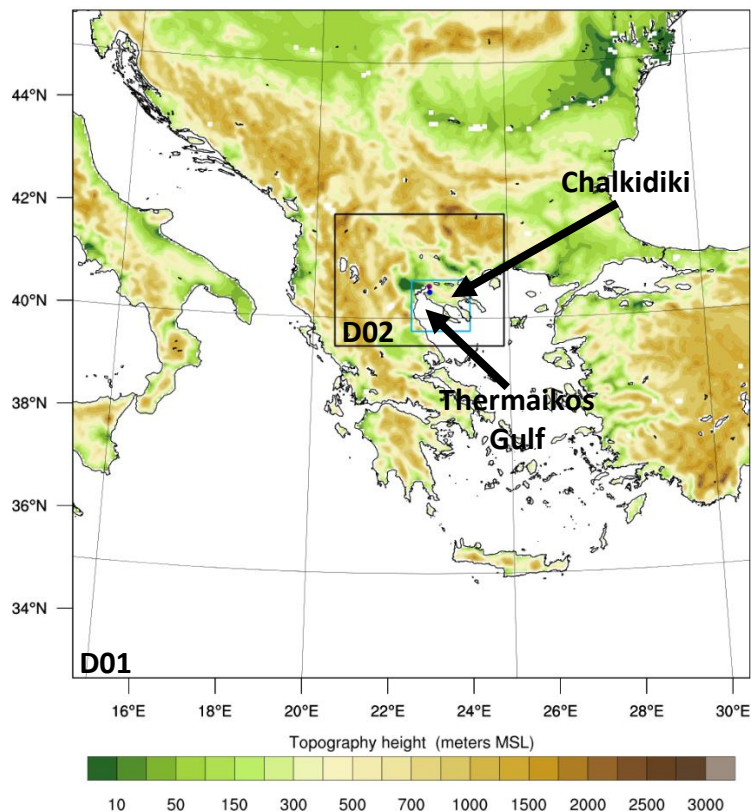 44°N
42°N
40°N
38°N
36°N
34°N
Chalkidiki
D02
Thermaikos
Gulf
D01
16°E 18°E 20°E 22°E 24°E 26°E 28°E 30°E
Topography height (meters MSL)
10 50 150 300 500 700 1000 1500 2000 2500 3000